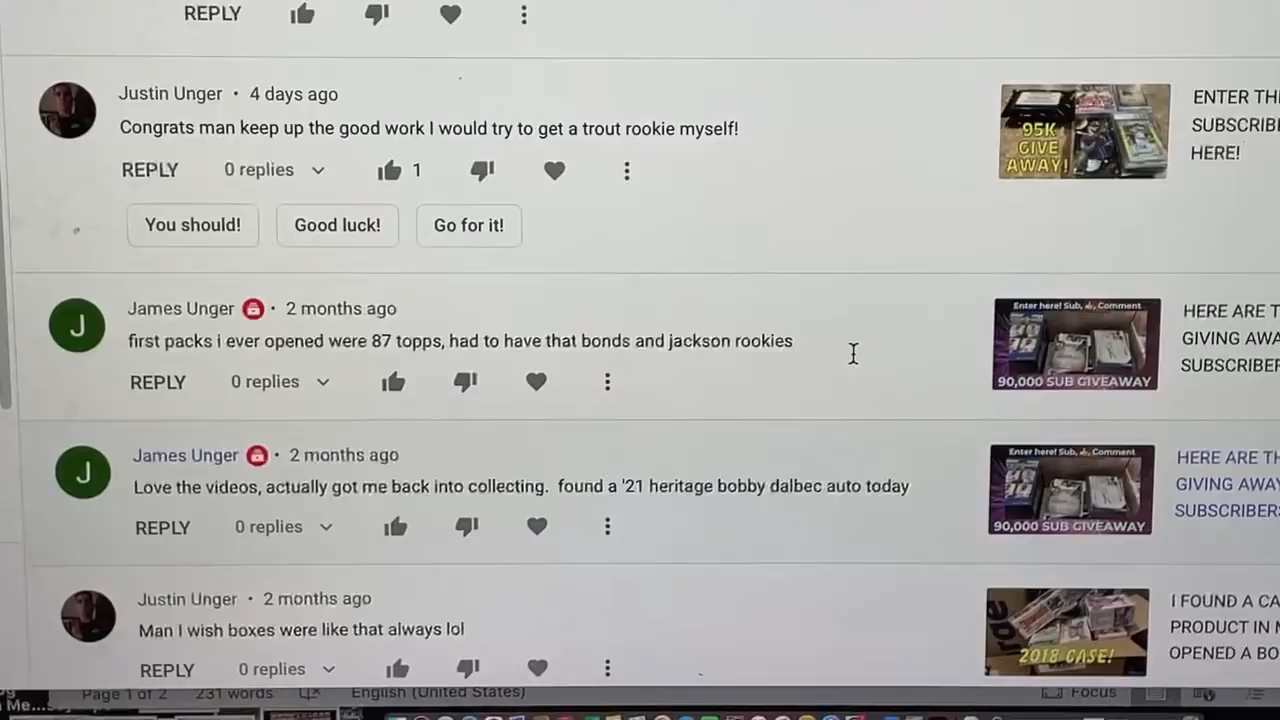 REPLY
Justin Unger • 4 days ago
Congrats man keep up the good work I would try to get a trout rookie myself!
REPLY 0 replies 1
You should! Good luck! Go for it!
95K
GIVE
AWAY!
ENTER TH
SUBSCRIB
HERE!
James Unger • 2 months ago
first packs i ever opened were 87 topps, had to have that bonds and jackson rookies
REPLY 0 replies
Enter here! Sub, 👍, Comment
90,000 SUB GIVEAWAY
HERE ARE T
GIVING AWA
SUBSCRIBER
J
James Unger • 2 months ago
Love the videos, actually got me back into collecting. found a '21 heritage bobby dalbec auto today
REPLY 0 replies
J
Enter here! Sub, 👍, Comment
90,000 SUB GIVEAWAY
HERE ARE TH
GIVING AWAY
SUBSCRIBERS
Justin Unger • 2 months ago
Man I wish boxes were like that always lol
REPLY 0 replies
2018 CASE!
I FOUND A CA
PRODUCT IN M
OPENED A BO
Page 1 of 2 231 words English (United States) Focus
Me...